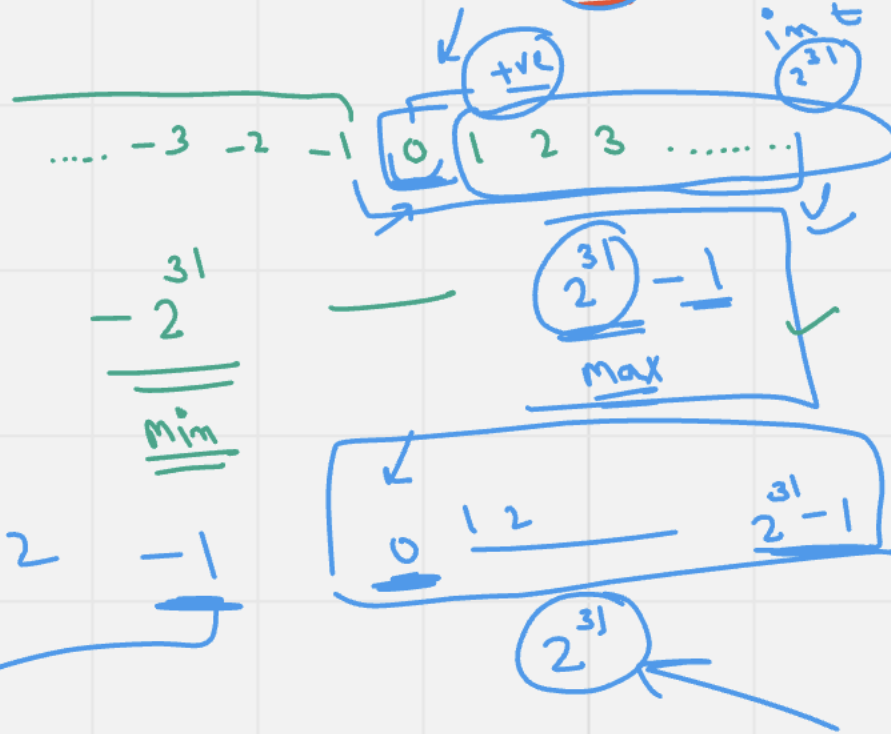 int
+ve 2^31
..... -3 -2 -1 0 1 2 3 ........
-2^31 — 2^31 - 1
max
min
0 1 2 — 2^31 - 1
2 -1
2^31